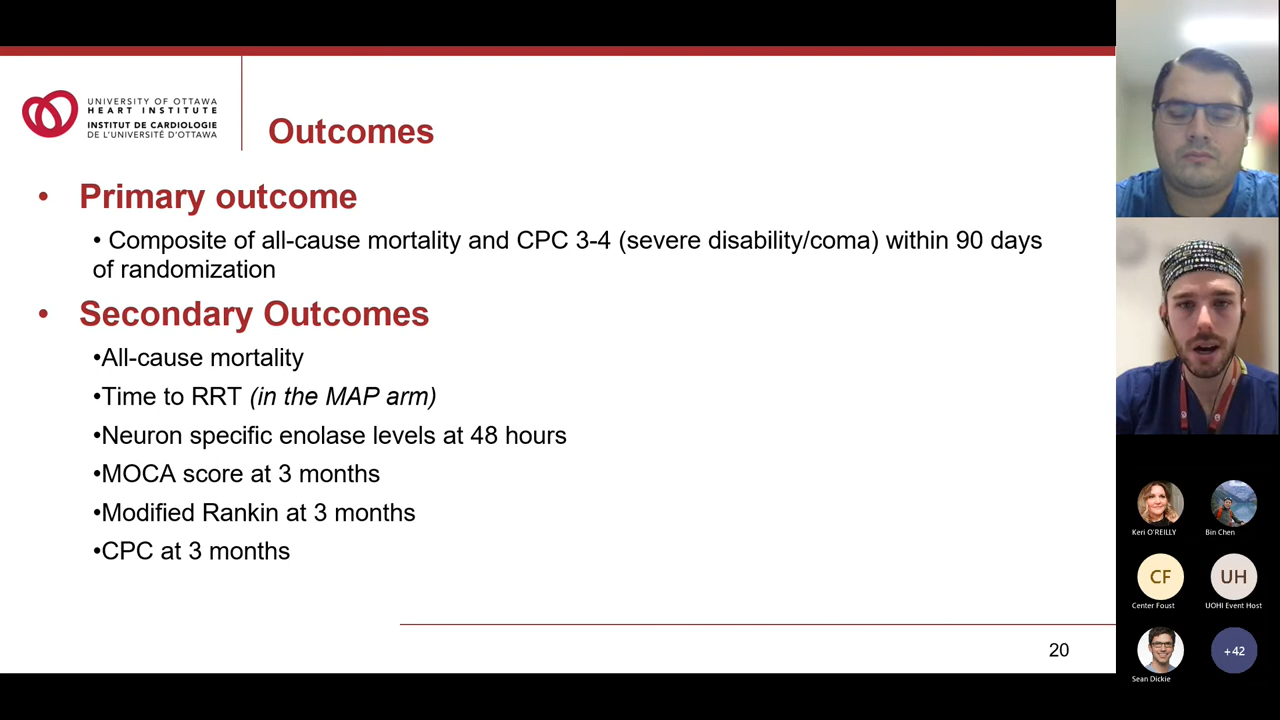 UNIVERSITY OF OTTAWA
HEART INSTITUTE
INSTITUT DE CARDIOLOGIE
DE L'UNIVERSITÉ D'OTTAWA
Outcomes
• Primary outcome
• Composite of all-cause mortality and CPC 3-4 (severe disability/coma) within 90 days
of randomization
• Secondary Outcomes
•All-cause mortality
•Time to RRT (in the MAP arm)
•Neuron specific enolase levels at 48 hours
•MOCA score at 3 months
•Modified Rankin at 3 months
•CPC at 3 months
20
Keri O'REILLY
Bin Chen
CF
UH
Center Foust
UOHI Event Host
+42
Sean Dickie